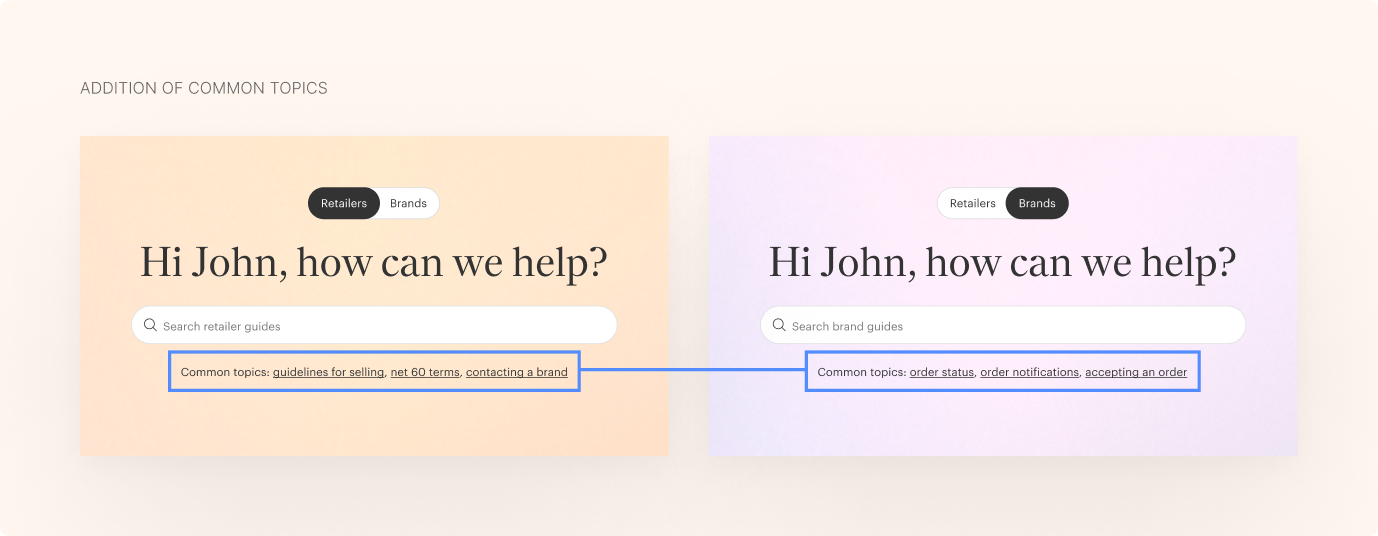 ADDITION OF COMMON TOPICS
Retailers Brands
Hi John, how can we help?
Search retailer guides
Common topics: guidelines for selling, net 60 terms, contacting a brand
Retailers Brands
Hi John, how can we help?
Search brand guides
Common topics: order status, order notifications, accepting an order